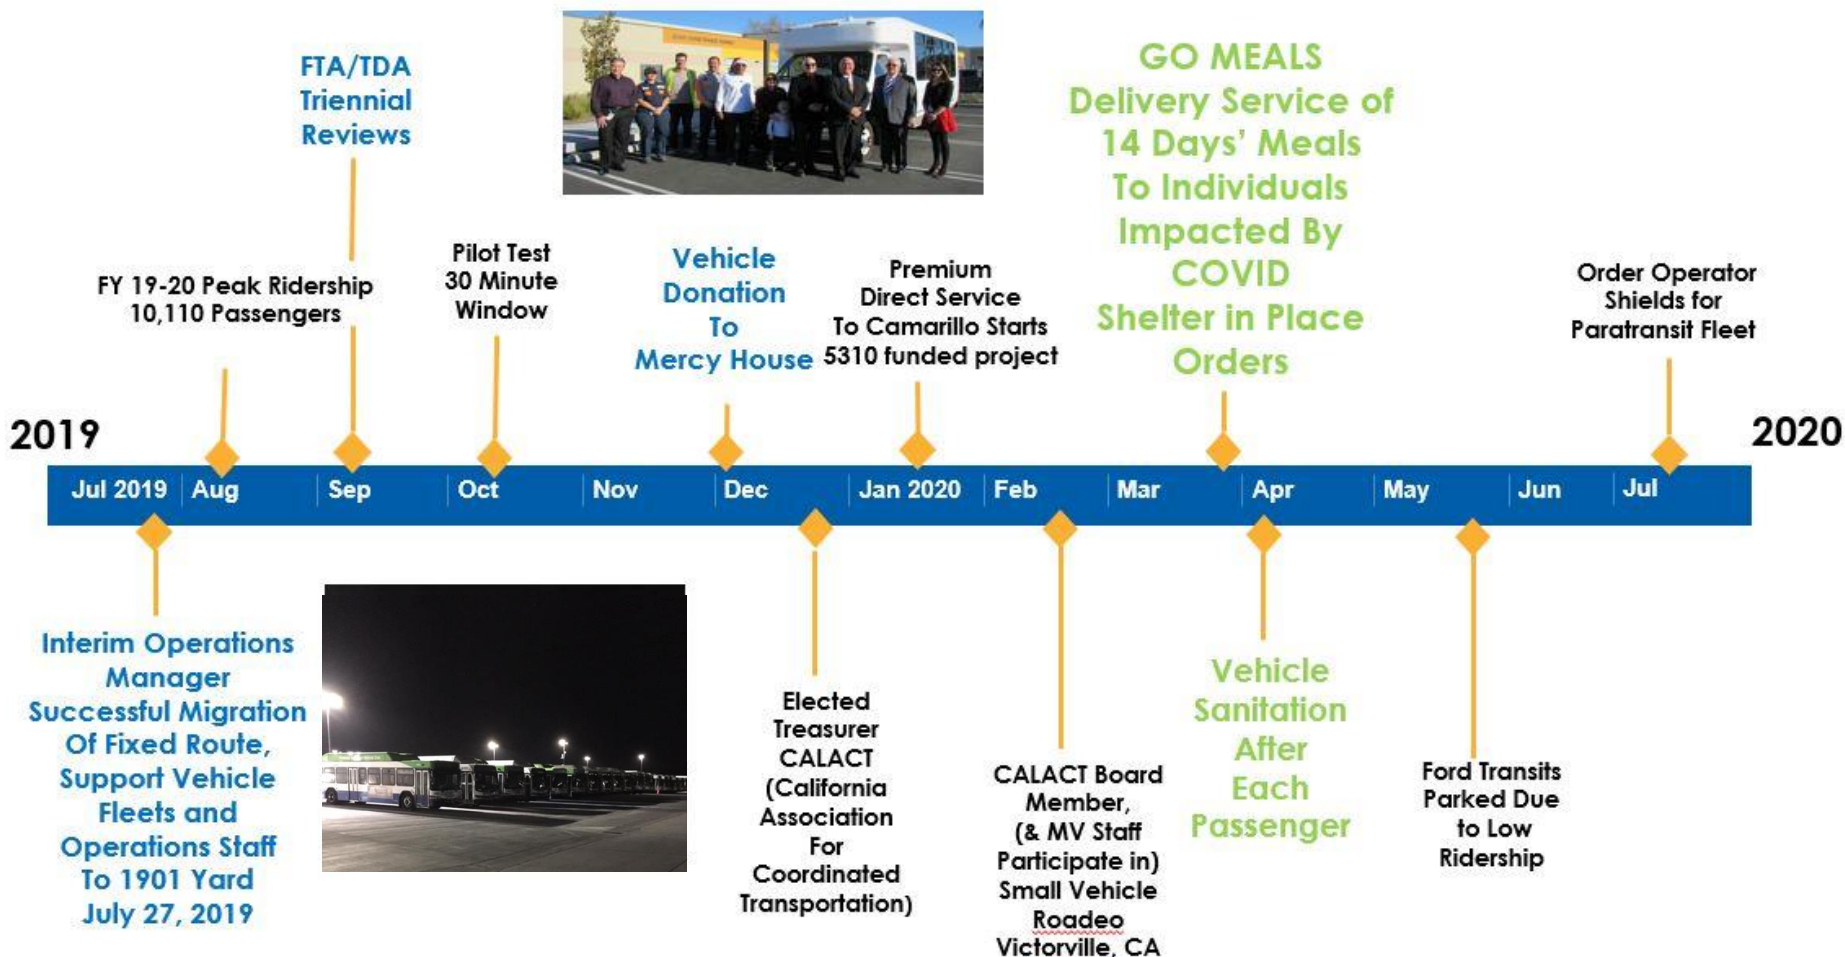 FTA/TDA
Triennial
Reviews
GO MEALS
Delivery Service of
14 Days’ Meals
To Individuals
Impacted By
COVID
Shelter in Place
Orders
FY 19-20 Peak Ridership
10,110 Passengers
Pilot Test
30 Minute
Window
Vehicle
Donation
To
Mercy House
Premium
Direct Service
To Camarillo Starts
5310 funded project
Order Operator
Shields for
Paratransit Fleet
2019
2020
Jul 2019 Aug Sep Oct Nov Dec Jan 2020 Feb Mar Apr May Jun Jul
Interim Operations
Manager
Successful Migration
Of Fixed Route,
Support Vehicle
Fleets and
Operations Staff
To 1901 Yard
July 27, 2019
Elected
Treasurer
CALACT
(California
Association
For
Coordinated
Transportation)
CALACT Board
Member,
(& MV Staff
Participate in)
Small Vehicle
Roadeo
Victorville, CA
Vehicle
Sanitation
After
Each
Passenger
Ford Transits
Parked Due
to Low
Ridership